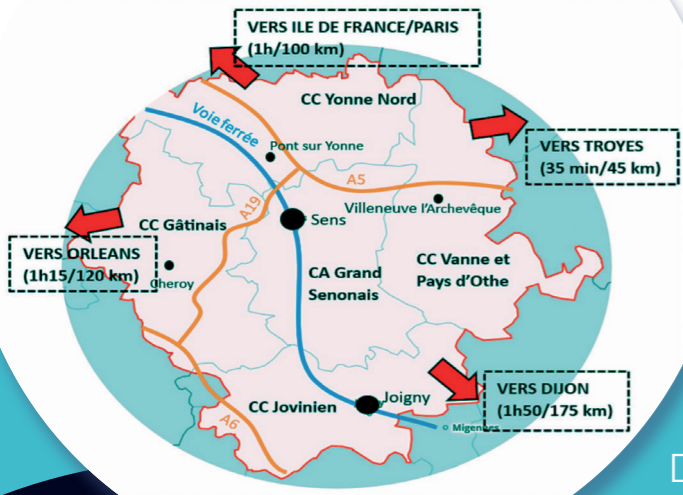 VERS ILE DE FRANCE/PARIS
(1h/100 km)
CC Yonne Nord
Voie ferrée
Pont sur Yonne
VERS TROYES
(35 min/45 km)
A5
A19
Villeneuve l'Archevêque
Sens
CC Gâtinais
VERS ORLEANS
(1h15/120 km)
Cheroy
CC Vanne et
Pays d'Othe
CA Grand
Senonais
VERS DIJON
(1h50/175 km)
CC Jovinien
Joigny
A6
Migennes